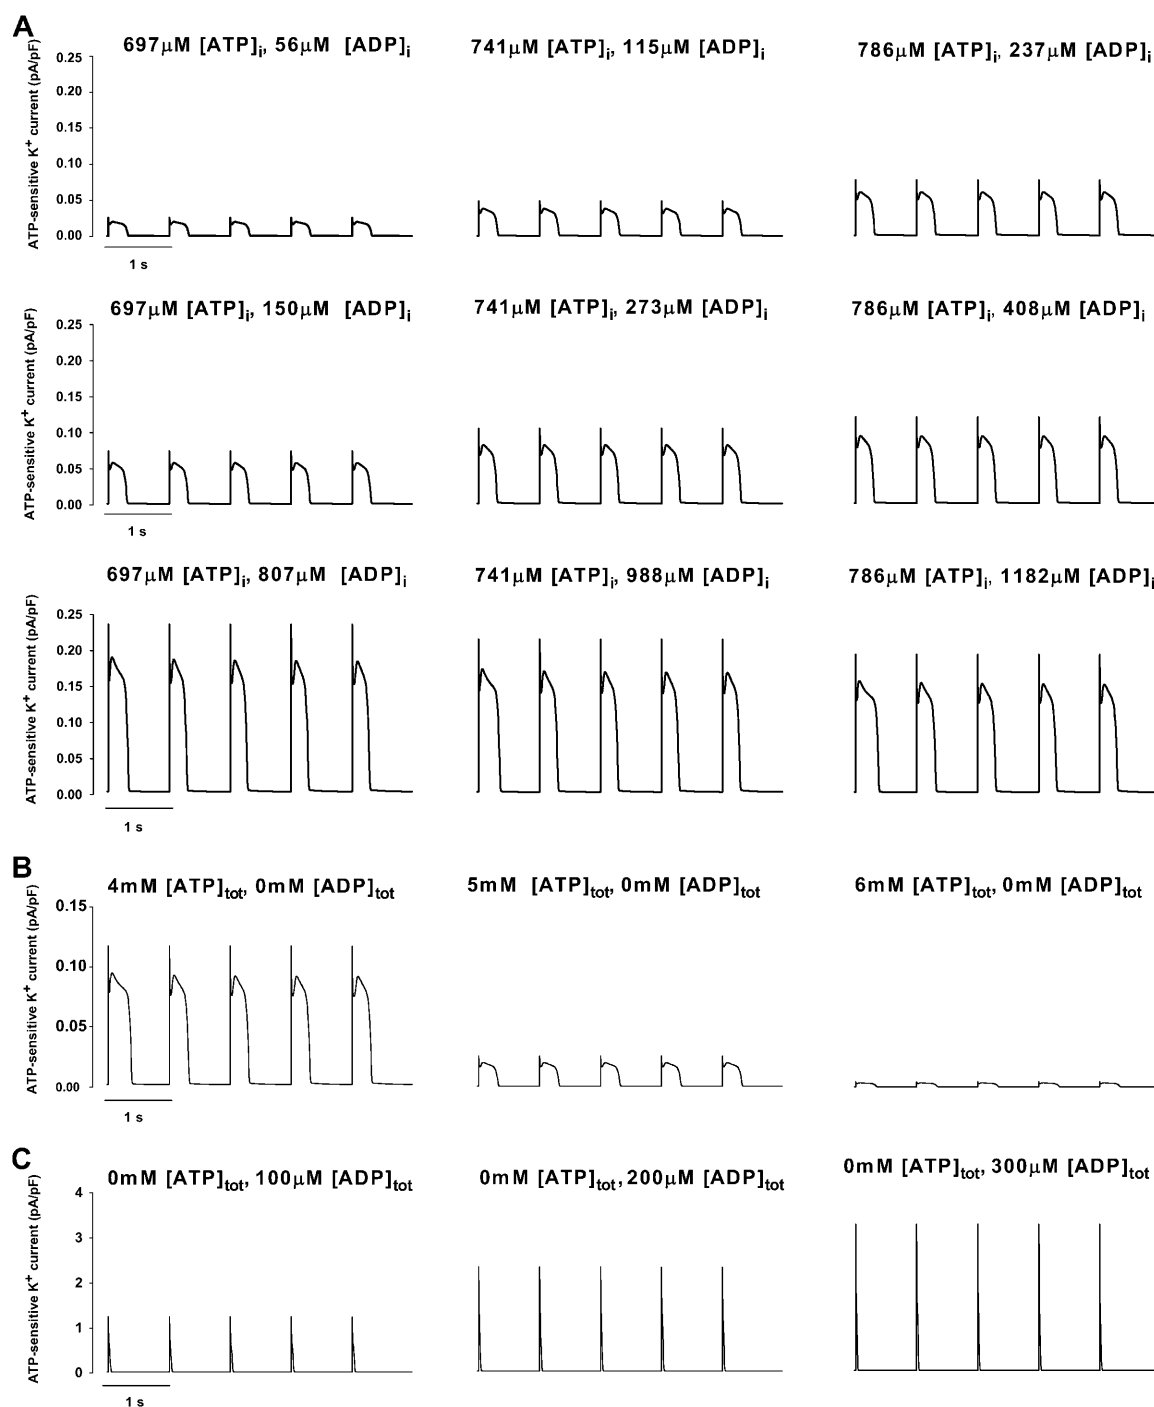 A
697μM [ATP]i, 56μM [ADP]i
741μM [ATP]i, 115μM [ADP]i
786μM [ATP]i, 237μM [ADP]i
ATP-sensitive K+ current (pA/pF)
0.25
0.20
0.15
0.10
0.05
0.00
1 s
697μM [ATP]i, 150μM [ADP]i
741μM [ATP]i, 273μM [ADP]i
786μM [ATP]i, 408μM [ADP]i
ATP-sensitive K+ current (pA/pF)
0.25
0.20
0.15
0.10
0.05
0.00
1 s
697μM [ATP]i, 807μM [ADP]i
741μM [ATP]i, 988μM [ADP]i
786μM [ATP]i, 1182μM [ADP]i
ATP-sensitive K+ current (pA/pF)
0.25
0.20
0.15
0.10
0.05
0.00
1 s
B
4mM [ATP]tot, 0mM [ADP]tot
5mM [ATP]tot, 0mM [ADP]tot
6mM [ATP]tot, 0mM [ADP]tot
ATP-sensitive K+ current (pA/pF)
0.15
0.10
0.05
0.00
1 s
C
0mM [ATP]tot, 100μM [ADP]tot
0mM [ATP]tot, 200μM [ADP]tot
0mM [ATP]tot, 300μM [ADP]tot
ATP-sensitive K+ current (pA/pF)
4
3
2
1
0
1 s